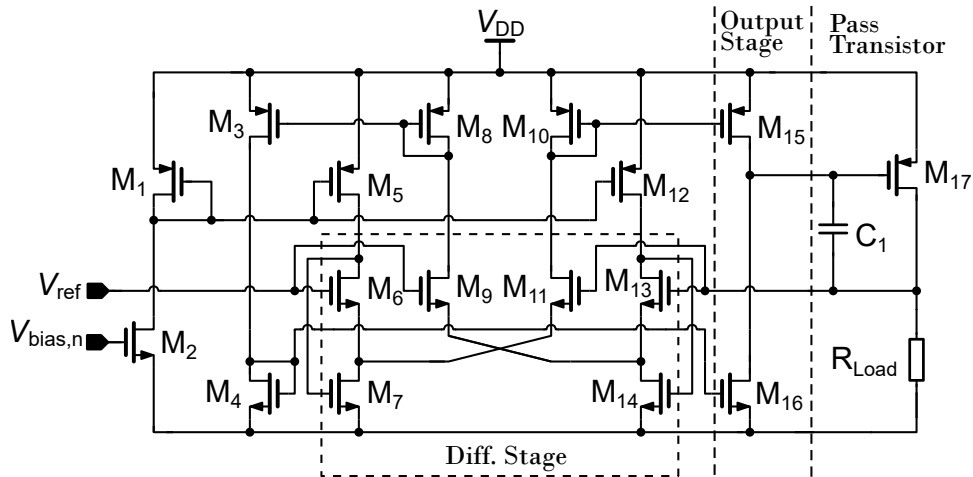 V_DD
Output Stage
Pass Transistor
M_3
M_8
M_10
M_15
M_1
M_5
M_12
M_17
C_1
V_ref
M_6
M_9
M_11
M_13
V_bias,n
M_2
R_Load
M_4
M_7
M_14
M_16
Diff. Stage